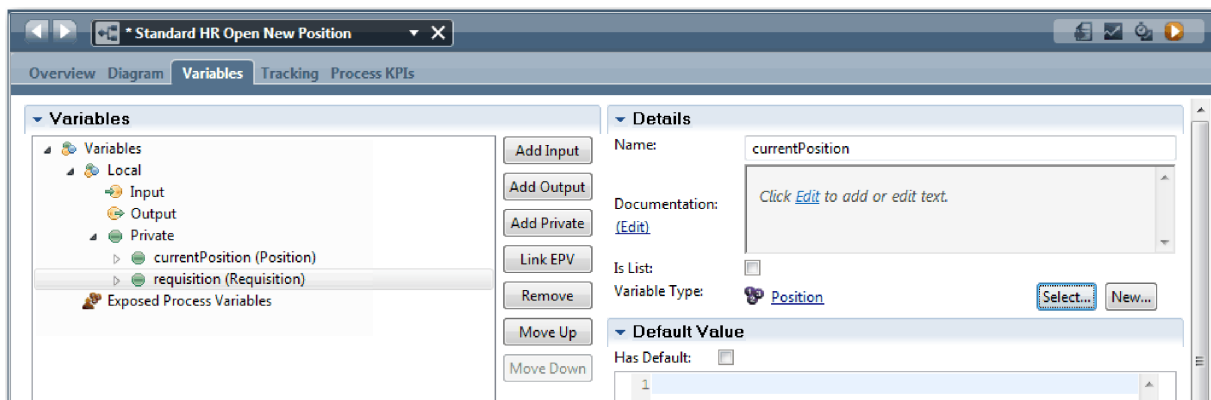 * Standard HR Open New Position
Overview Diagram Variables Tracking Process KPIs
Variables
Variables
Local
Input
Output
Private
currentPosition (Position)
requisition (Requisition)
Exposed Process Variables
Add Input
Add Output
Add Private
Link EPV
Remove
Move Up
Move Down
Details
Name: currentPosition
Documentation: Click Edit to add or edit text.
(Edit)
Is List:
Variable Type: Position Select... New...
Default Value
Has Default:
1